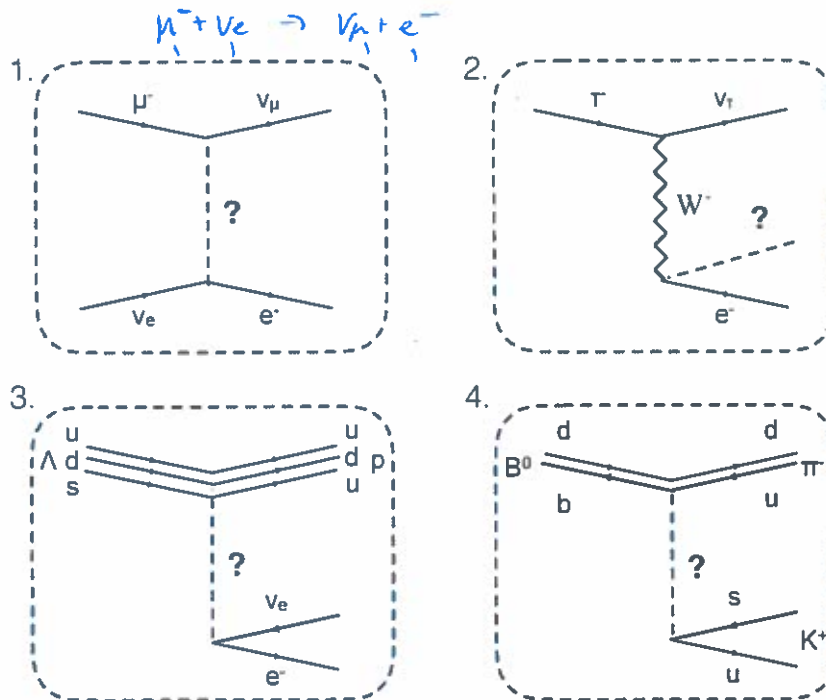 μ⁻ + νe → νμ + e⁻
1.
μ⁻ νμ
?
νe e⁻
2.
τ⁻ ντ
W⁻
?
e⁻
3.
u u
Λ d d p
s u
?
νe
e⁻
4.
d d
B⁰ π⁻
b u
?
s
K⁺
u